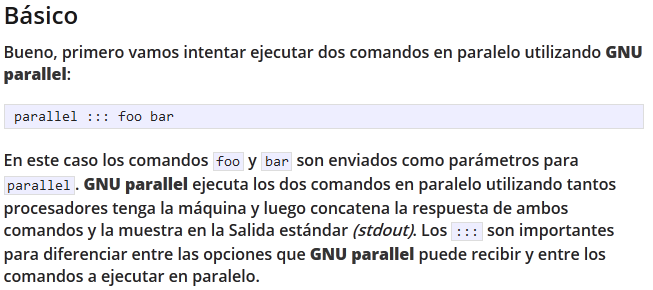 Básico
Bueno, primero vamos intentar ejecutar dos comandos en paralelo utilizando GNU
parallel:
parallel ::: foo bar
En este caso los comandos foo y bar son enviados como parámetros para
parallel. GNU parallel ejecuta los dos comandos en paralelo utilizando tantos
procesadores tenga la máquina y luego concatena la respuesta de ambos
comandos y la muestra en la Salida estándar (stdout). Los ::: son importantes
para diferenciar entre las opciones que GNU parallel puede recibir y entre los
comandos a ejecutar en paralelo.